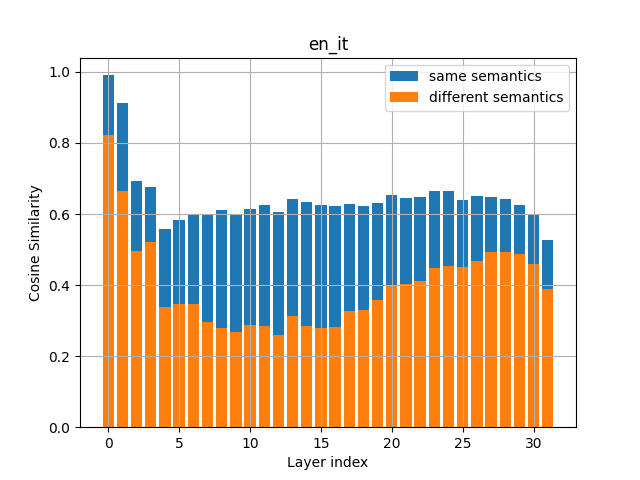 en_it
same semantics
different semantics
1.0
0.8
0.6
0.4
0.2
0.0
Cosine Similarity
0 5 10 15 20 25 30
Layer index